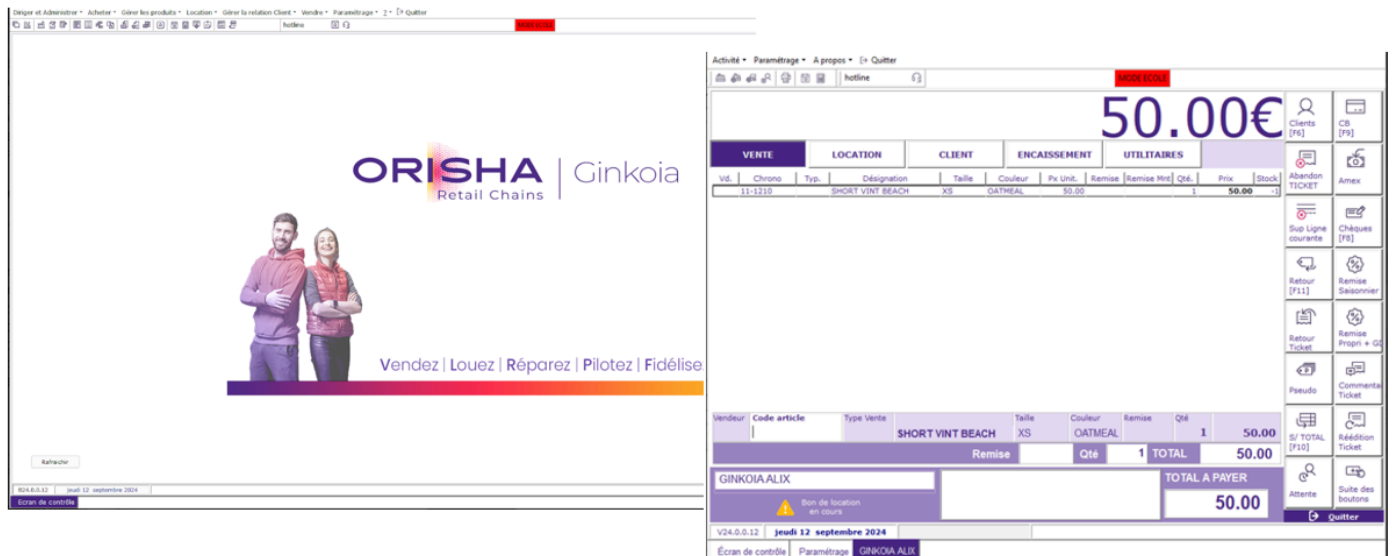 Diriger et Administrer Acheter Gérer les produits Location Gérer la relation Client Vendre Paramétrage ? Quitter
hotline
MODE ECOLE
ORISHA | Ginkoia
Retail Chains
Vendez | Louez | Réparez | Pilotez | Fidélise
Rafraichir
jeudi 12 septembre 2024
Ecran de contrôle
Activité Paramétrage A propos Quitter
hotline
MODE ECOLE
50.00€
VENTE LOCATION CLIENT ENCAISSEMENT UTILITAIRES
Vd. Chrono Typ. Désignation Taille Couleur Px Unit. Remise Remise Mnt Qté. Prix Stock
11-1210 SHORT VINT BEACH XS OATMEAL 50.00 1 50.00 -1
Vendeur Code article Type Vente Taille Couleur Remise Qté
SHORT VINT BEACH XS OATMEAL 1 50.00
Remise Qté 1 TOTAL 50.00
GINKOIA ALIX
Bon de location
en cours
TOTAL A PAYER
50.00
V24.0.0.12 jeudi 12 septembre 2024
Écran de contrôle Paramétrage GINKOIA ALIX
Clients
[F6]
CB
[F9]
Abandon
TICKET
Amex
Sup Ligne
courante
Chèques
[F8]
Retour
[F11]
Remise
Saisonnier
Retour
Ticket
Remise
Propri + G
Pseudo
Commenta
Ticket
S/ TOTAL
[F10]
Réédition
Ticket
Attente
Suite des
boutons
Quitter